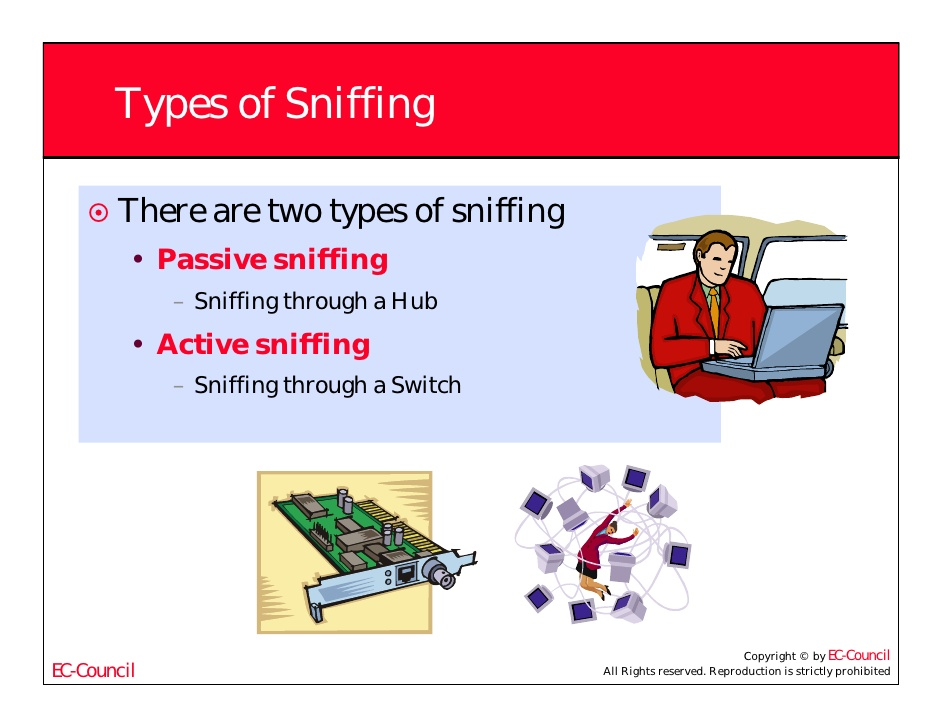 Types of Sniffing
There are two types of sniffing
• Passive sniffing
– Sniffing through a Hub
• Active sniffing
– Sniffing through a Switch
EC-Council
Copyright © by EC-Council
All Rights reserved. Reproduction is strictly prohibited